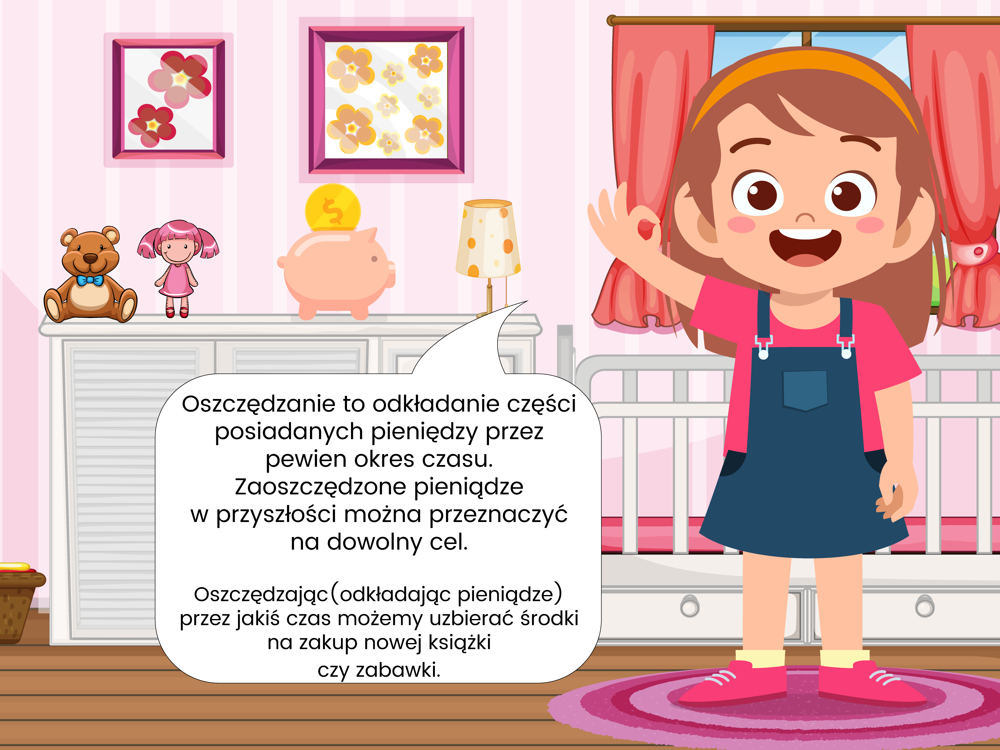 $
Oszczędzanie to odkładanie części
posiadanych pieniędzy przez
pewien okres czasu.
Zaoszczędzone pieniądze
w przyszłości można przeznaczyć
na dowolny cel.
Oszczędzając(odkładając pieniądze)
przez jakiś czas możemy uzbierać środki
na zakup nowej książki
czy zabawki.